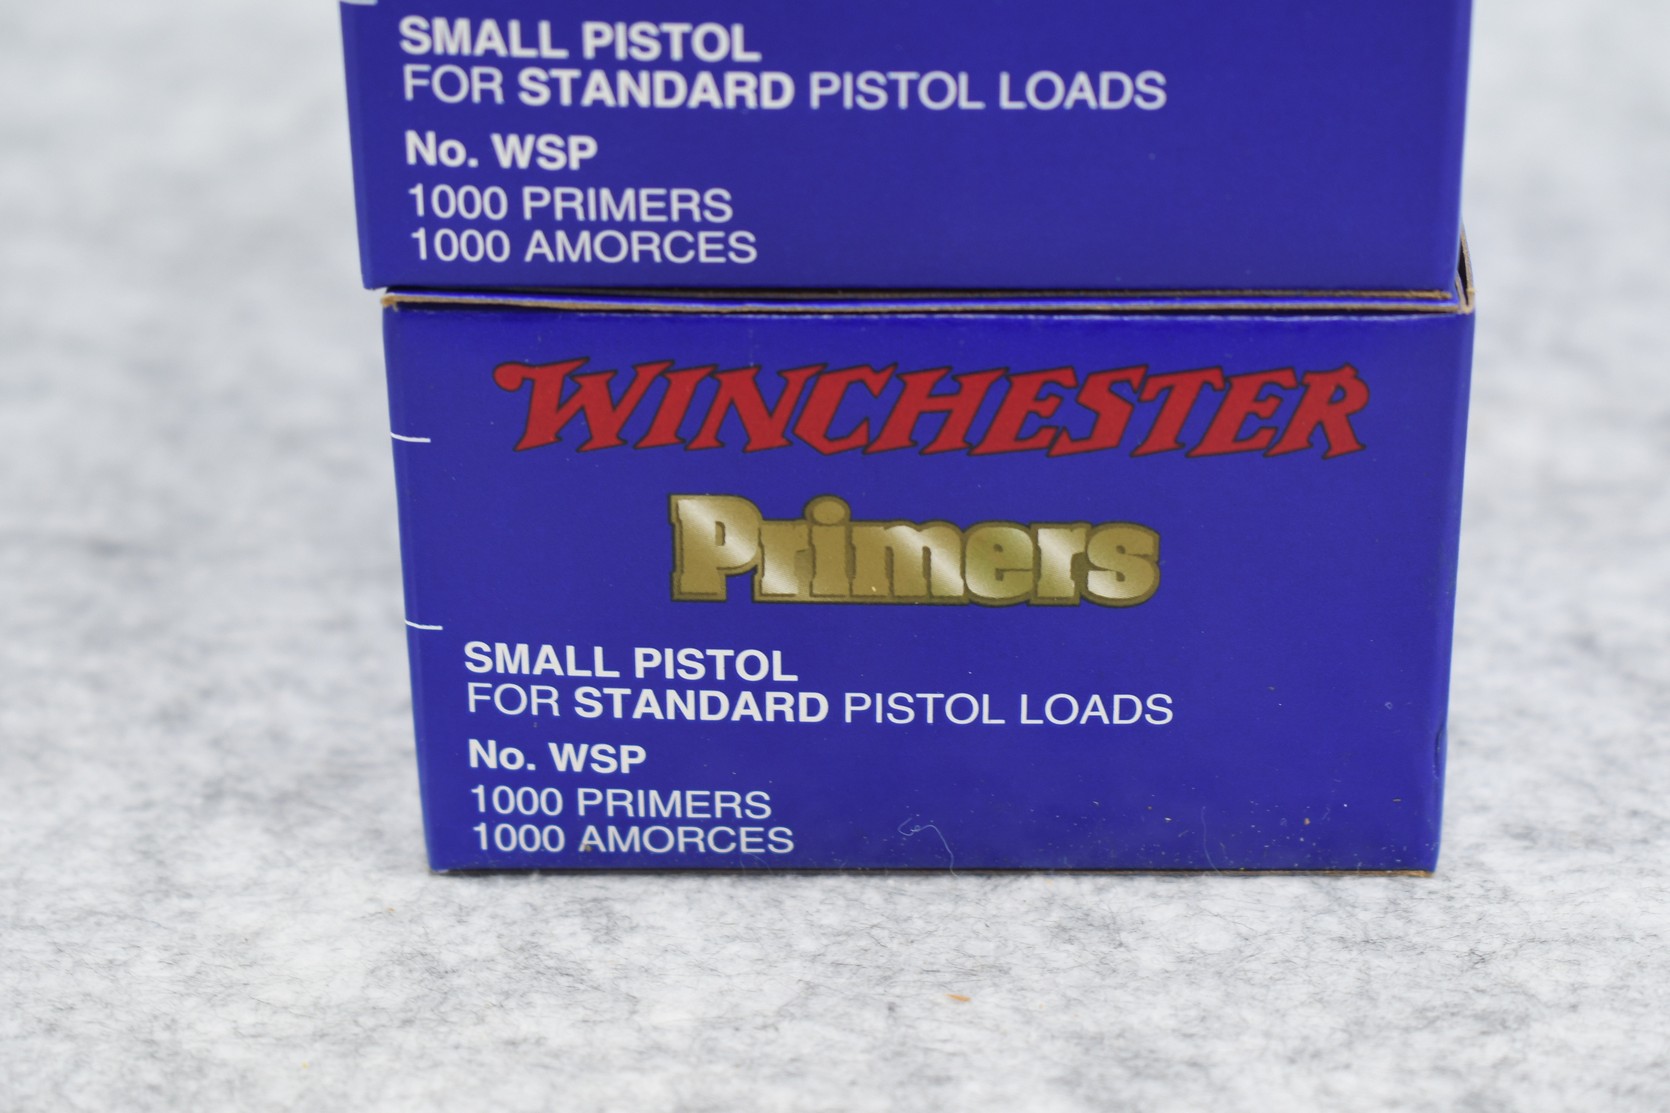 SMALL PISTOL
FOR STANDARD PISTOL LOADS
No. WSP
1000 PRIMERS
1000 AMORCES
WINCHESTER
Primers
SMALL PISTOL
FOR STANDARD PISTOL LOADS
No. WSP
1000 PRIMERS
1000 AMORCES